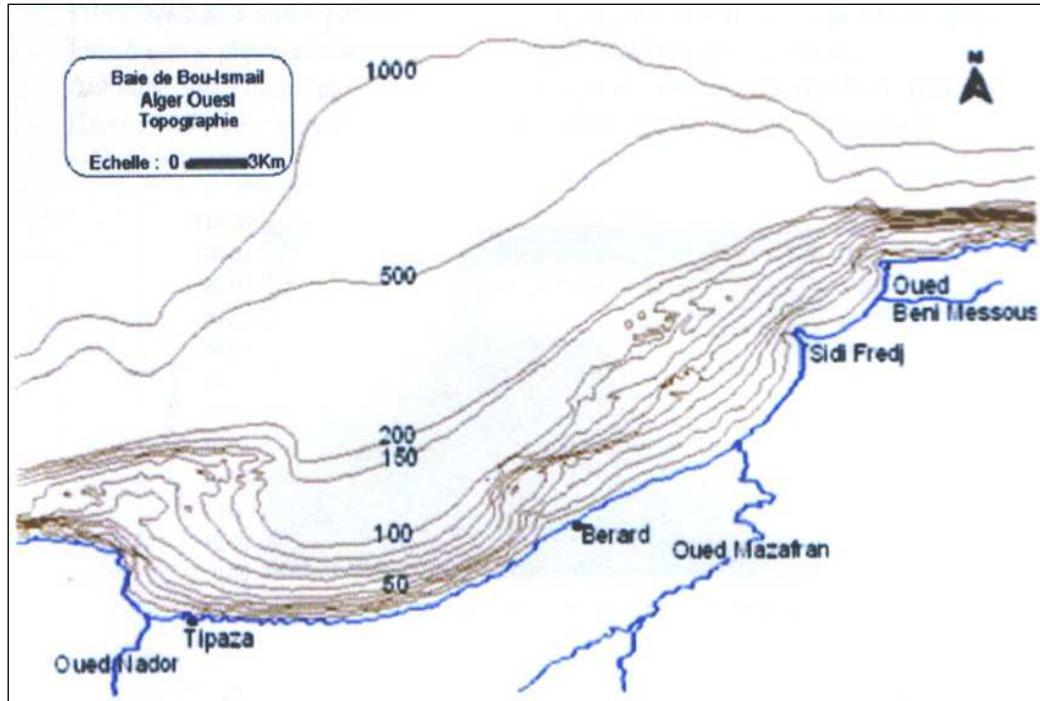 Baie de Bou-Ismail
Alger Ouest
Topographie
Echelle : 0 3Km
N
1000
500
200
150
100
50
Oued
Beni Messous
Sidi Fredj
Berard
Oued Mazafran
Tipaza
Oued Nador